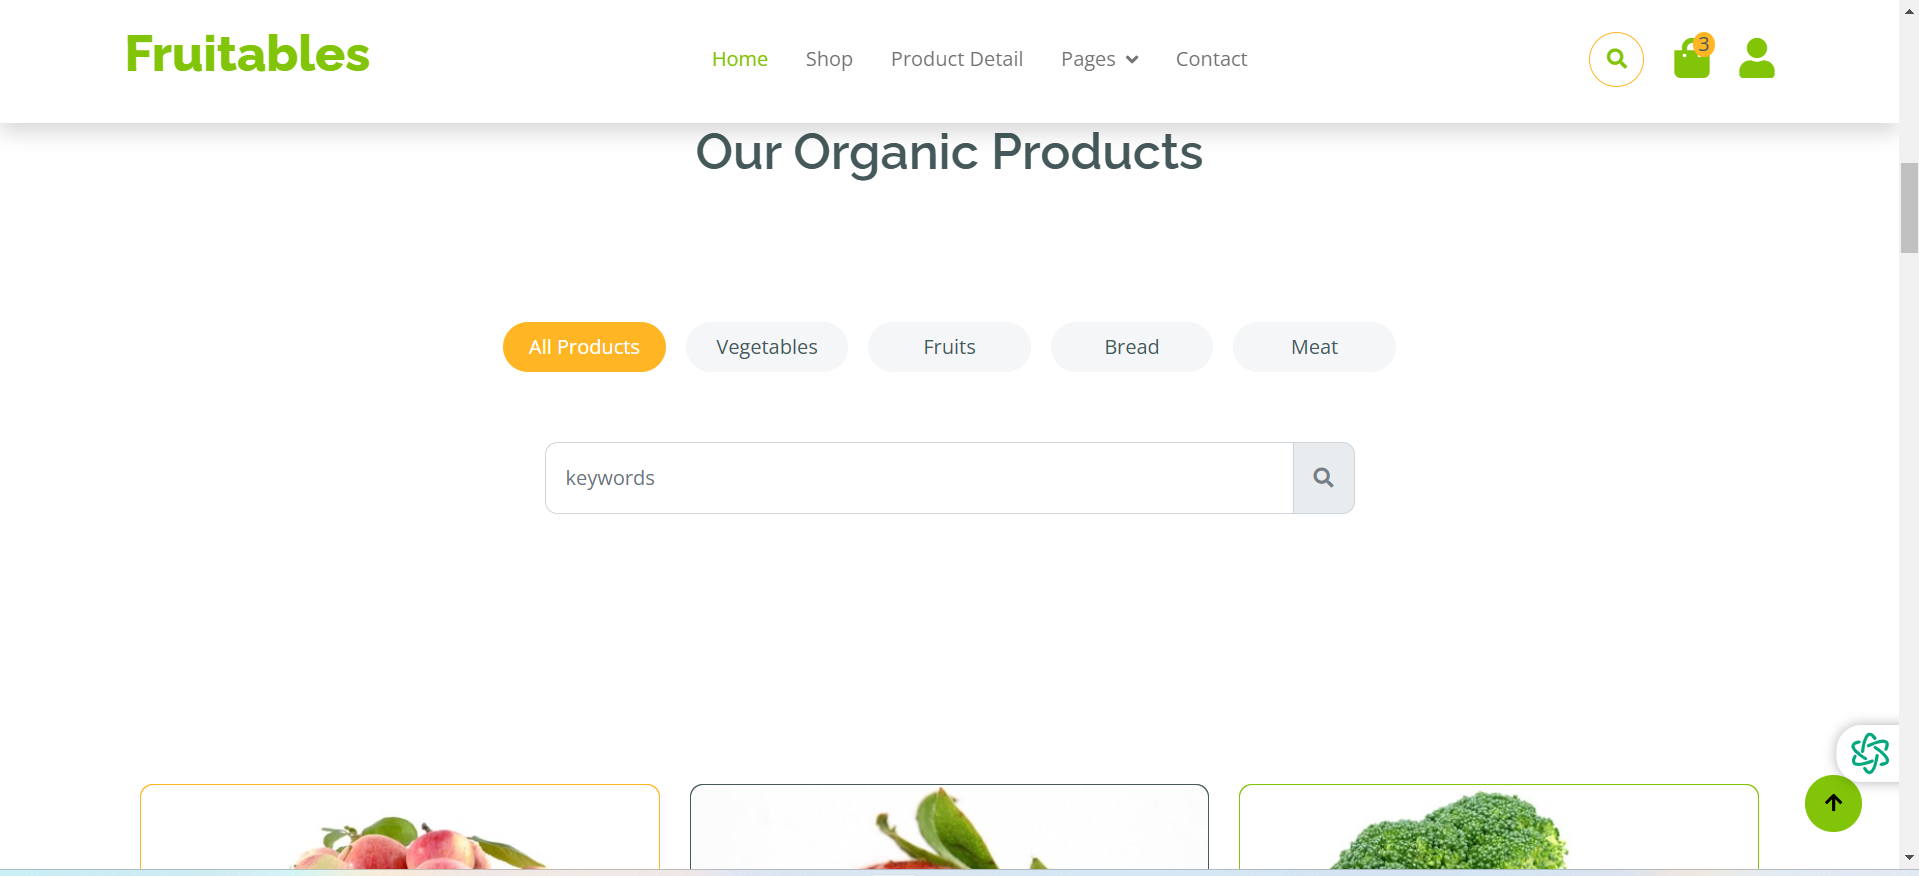 Fruitables
Home Shop Product Detail Pages Contact
3
Our Organic Products
All Products Vegetables Fruits Bread Meat
keywords